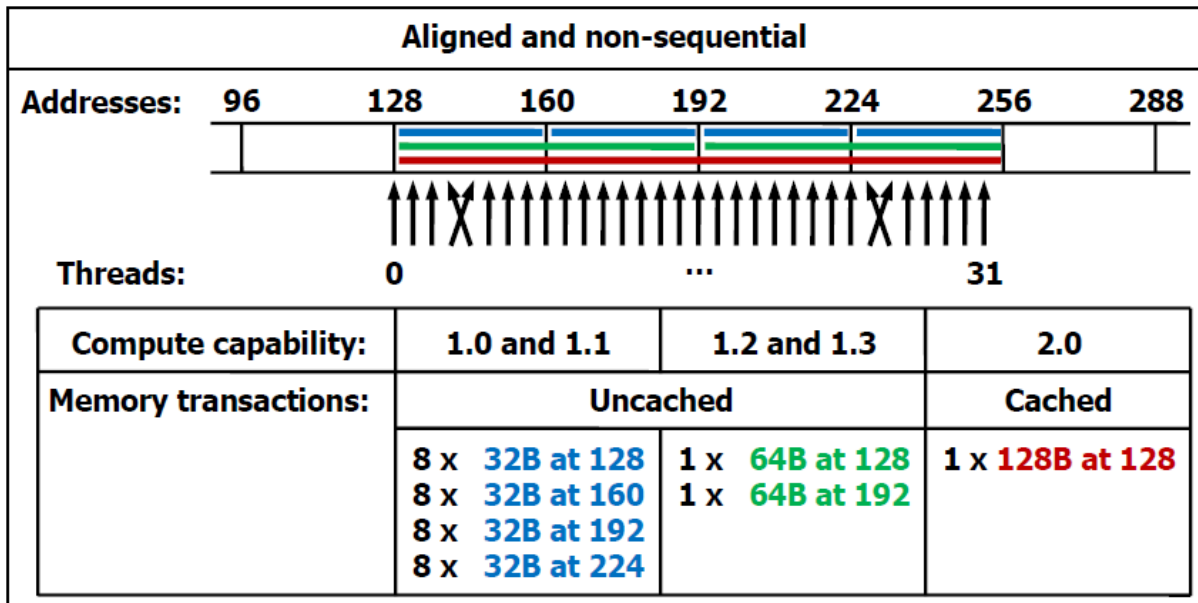 Aligned and non-sequential
Addresses: 96 128 160 192 224 256 288
Threads: 0 ... 31
Compute capability: 1.0 and 1.1 1.2 and 1.3 2.0
Memory transactions: Uncached Cached
8 x 32B at 128 1 x 64B at 128 1 x 128B at 128
8 x 32B at 160 1 x 64B at 192
8 x 32B at 192
8 x 32B at 224